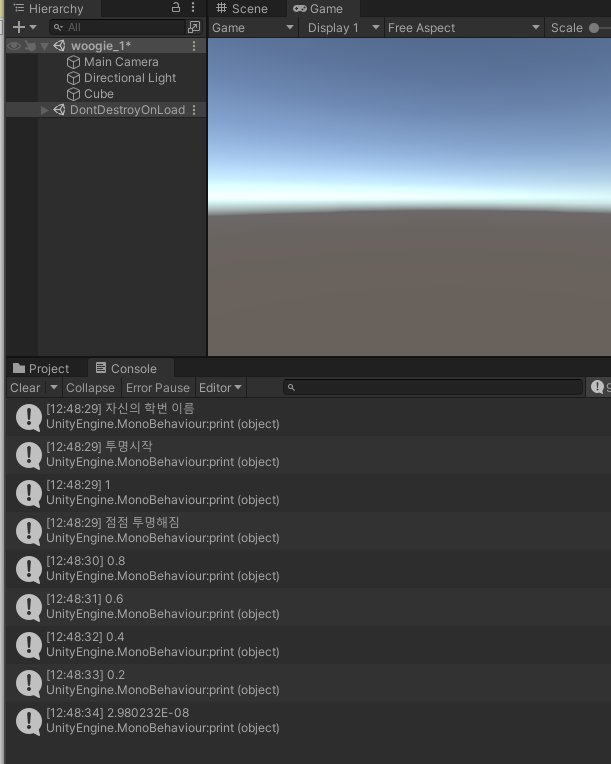 Hierarchy
All
woogie_1*
Main Camera
Directional Light
Cube
DontDestroyOnLoad
Scene
Game
Game
Display 1
Free Aspect
Scale
Project
Console
Clear
Collapse
Error Pause
Editor
[12:48:29] 자신의 학번 이름
UnityEngine.MonoBehaviour:print (object)
[12:48:29] 투명시작
UnityEngine.MonoBehaviour:print (object)
[12:48:29] 1
UnityEngine.MonoBehaviour:print (object)
[12:48:29] 점점 투명해짐
UnityEngine.MonoBehaviour:print (object)
[12:48:30] 0.8
UnityEngine.MonoBehaviour:print (object)
[12:48:31] 0.6
UnityEngine.MonoBehaviour:print (object)
[12:48:32] 0.4
UnityEngine.MonoBehaviour:print (object)
[12:48:33] 0.2
UnityEngine.MonoBehaviour:print (object)
[12:48:34] 2.980232E-08
UnityEngine.MonoBehaviour:print (object)